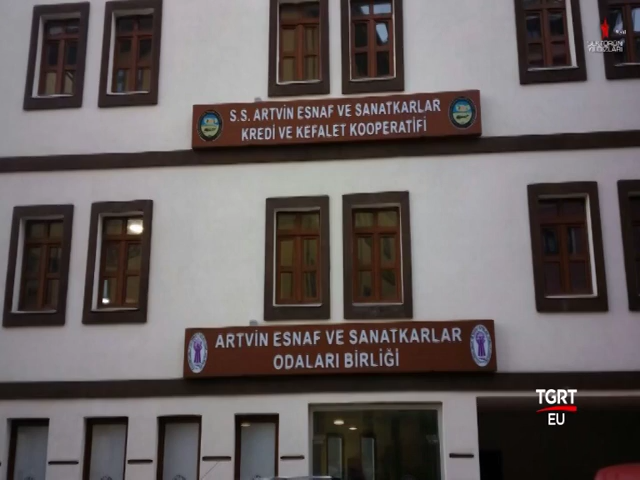 S.S. ARTVİN ESNAF VE SANATKARLAR
KREDİ VE KEFALET KOOPERATİFİ
ARTVİN ESNAF VE SANATKARLAR
ODALARI BİRLİĞİ
TGRT
EU